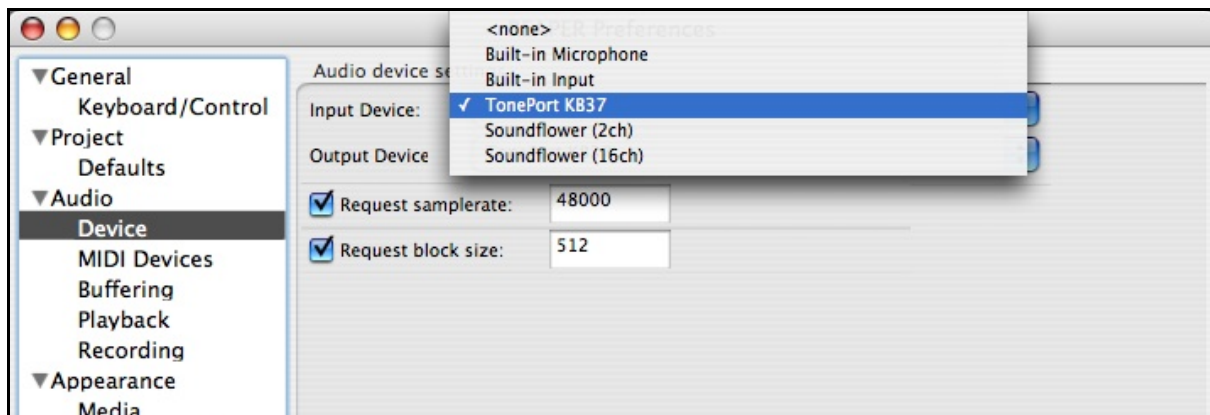 PER Preferences
<none>
Built-in Microphone
Built-in Input
✓ TonePort KB37
Soundflower (2ch)
Soundflower (16ch)
General
Keyboard/Control
Project
Defaults
Audio
Device
MIDI Devices
Buffering
Playback
Recording
Appearance
Media
Audio device se
Input Device:
Output Device
Request samplerate: 48000
Request block size: 512